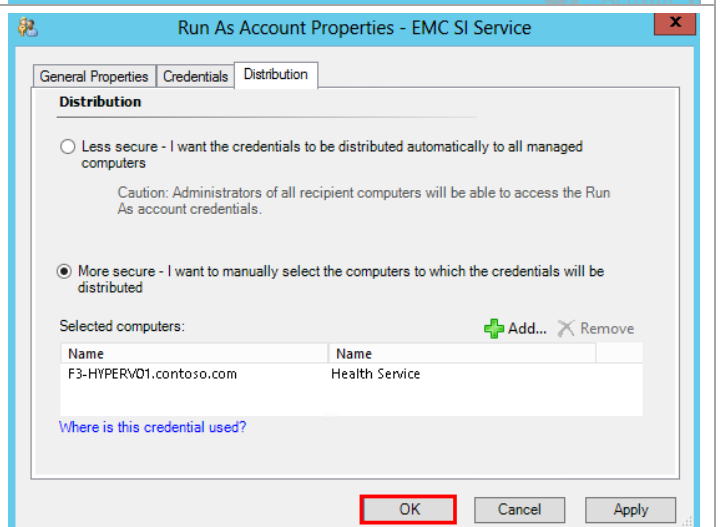 Run As Account Properties - EMC SI Service
x
General Properties Credentials Distribution
Distribution
Less secure - I want the credentials to be distributed automatically to all managed
computers
Caution: Administrators of all recipient computers will be able to access the Run
As account credentials.
More secure - I want to manually select the computers to which the credentials will be
distributed
Selected computers: Add... Remove
Name Name
F3-HYPERV01.contoso.com Health Service
Where is this credential used?
OK Cancel Apply